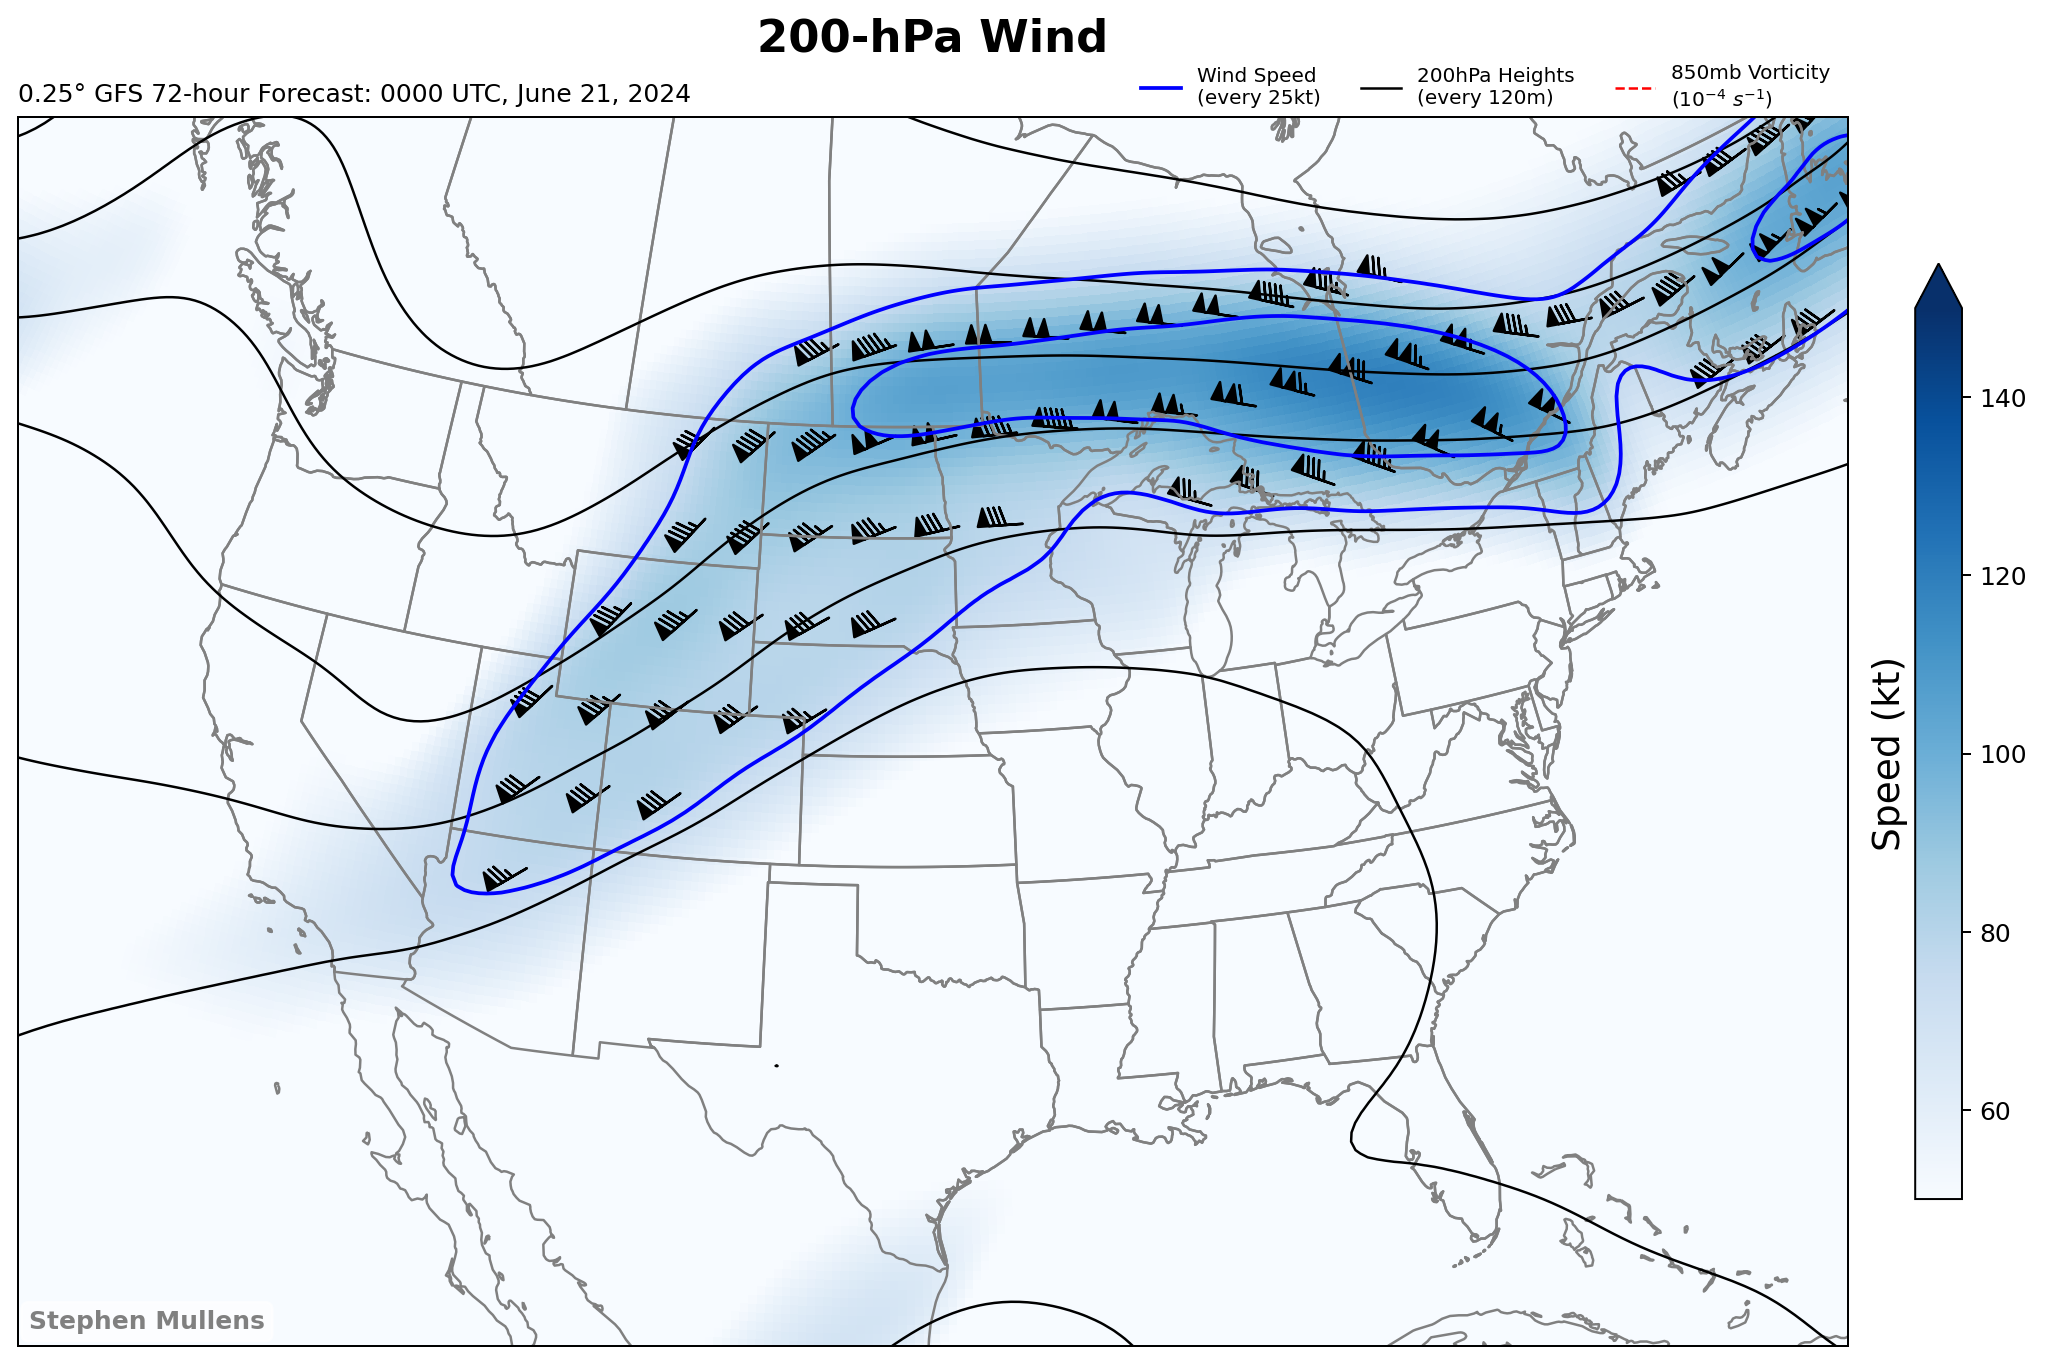 200-hPa Wind
0.25° GFS 72-hour Forecast: 0000 UTC, June 21, 2024
Wind Speed
(every 25kt)
200hPa Heights
(every 120m)
850mb Vorticity
(10⁻⁴ s⁻¹)
140
120
100
80
60
Speed (kt)
Stephen Mullens